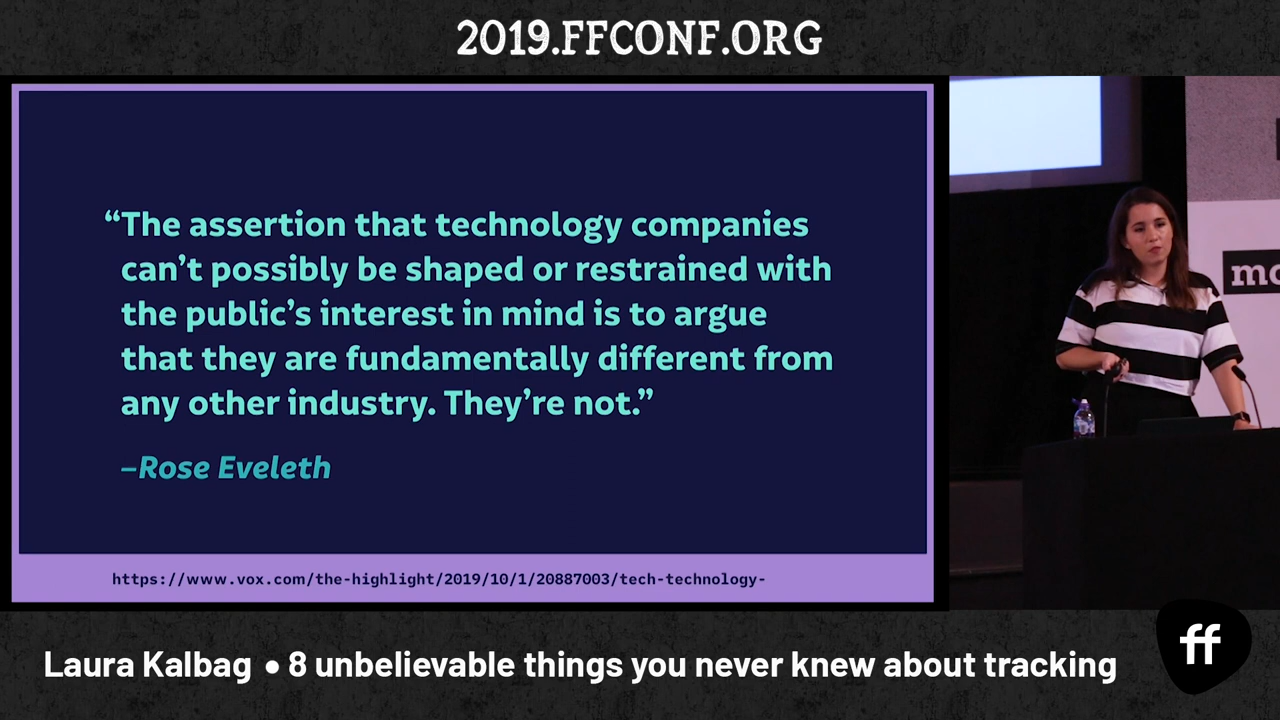 2019.FFCONF.ORG
“The assertion that technology companies
can’t possibly be shaped or restrained with
the public’s interest in mind is to argue
that they are fundamentally different from
any other industry. They’re not.”
–Rose Eveleth
https://www.vox.com/the-highlight/2019/10/1/20887003/tech-technology-
Laura Kalbag • 8 unbelievable things you never knew about tracking
ff